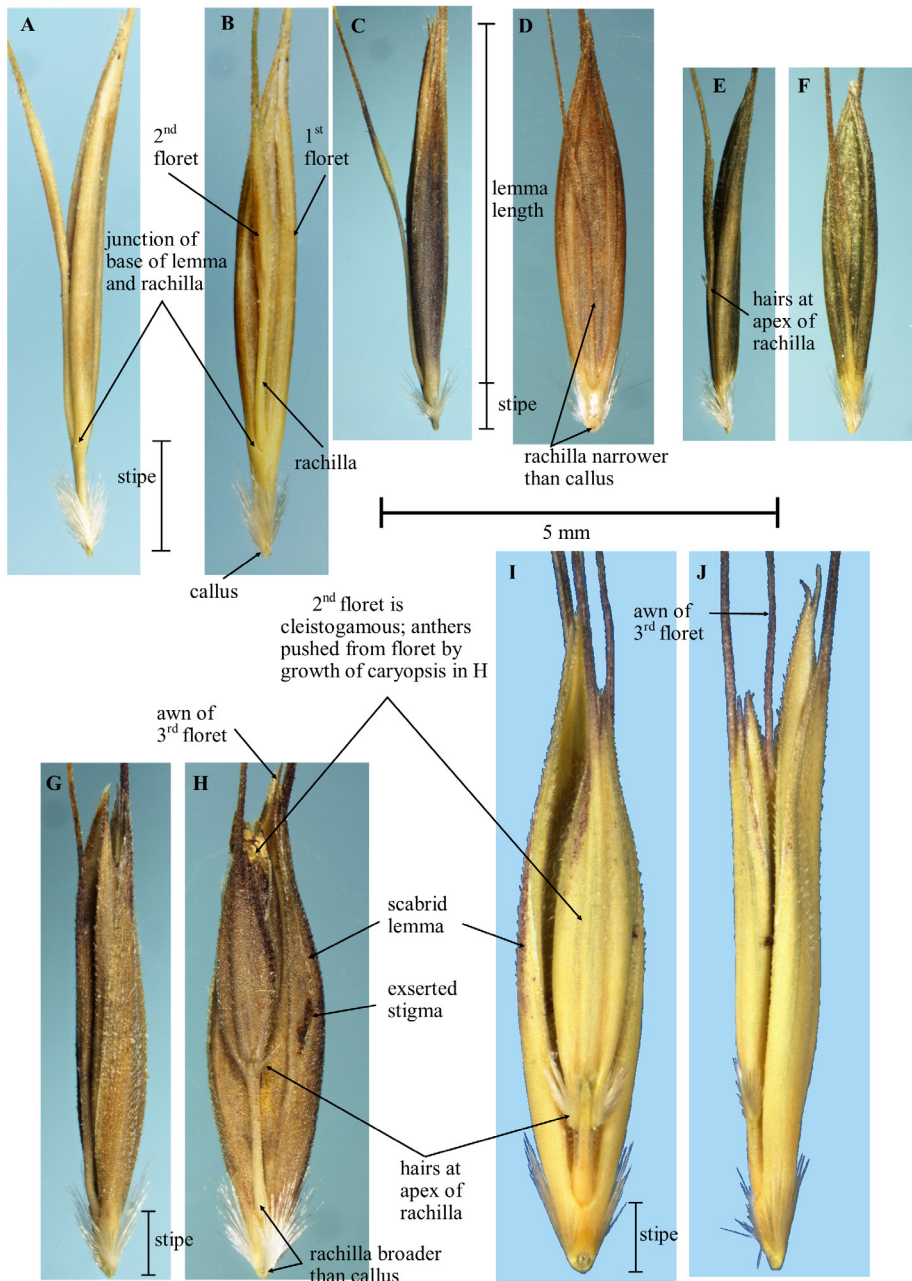 A
B
C
D
E
F
2nd
floret
1st
floret
junction of
base of lemma
and rachilla
lemma
length
hairs at
apex of
rachilla
stipe
stipe
rachilla
rachilla narrower
than callus
callus
5 mm
2nd floret is
cleistogamous; anthers
pushed from floret by
growth of caryopsis in H
I
J
awn of
3rd floret
awn of
3rd floret
G
H
scabrid
lemma
exserted
stigma
hairs at
apex of
rachilla
stipe
rachilla broader
than callus
stipe